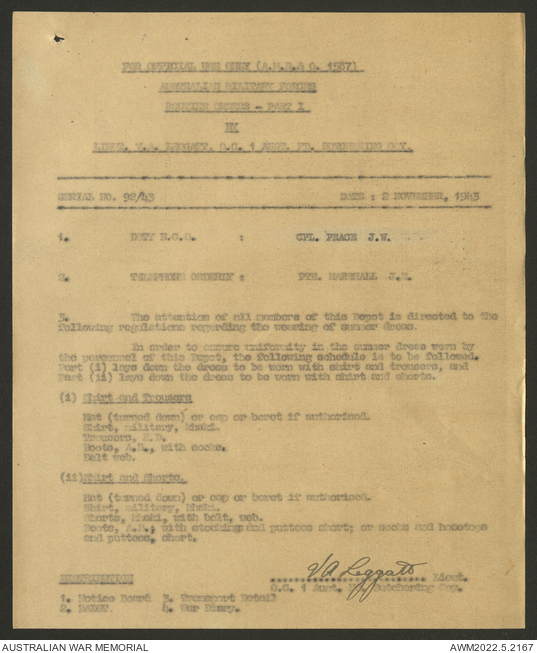 FOR OFFICIAL USE ONLY (A.M.R.& O. 1587)
AUSTRALIAN MILITARY FORCES
ROUTINE ORDERS - PART I
BY
LIEUT. V.A. LEGGATT, O.C. 1 AUST. FD. BUTCHERING COY.
SERIAL NO. 92/43
DATE : 2 NOVEMBER, 1943
1. DUTY N.C.O. : CPL. PEACE J.W.
2. TELEPHONE ORDERLY : PTE. MARSHALL J.
3. The attention of all members of this Depot is directed to the
following regulations regarding the wearing of summer dress.
In order to ensure uniformity in the summer dress worn by
the personnel of this Depot, the following schedule is to be followed.
Part (i) lays down the dress to be worn with shirt and trousers, and
Part (ii) lays down the dress to be worn with shirt and shorts.
(i) Shirt and Trousers
Hat (turned down) or cap or beret if authorised.
Shirt, military, khaki.
Trousers, K.D.
Boots, A.B., with socks.
Belt web.
(ii)Shirt and Shorts.
Hat (turned down) or cap or beret if authorised.
Shirt, military, khaki.
Shorts, khaki, with belt, web.
Boots, A.B., with stockings and puttees short; or socks and hosetops
and puttees, short.
VA Leggatt Lieut.
O.C. 1 Aust. Butchering Coy.
DISTRIBUTION
1. Notice Board 3. Transport Detail
2. 4. War Diary.
AUSTRALIAN WAR MEMORIAL
AWM2022.5.2167